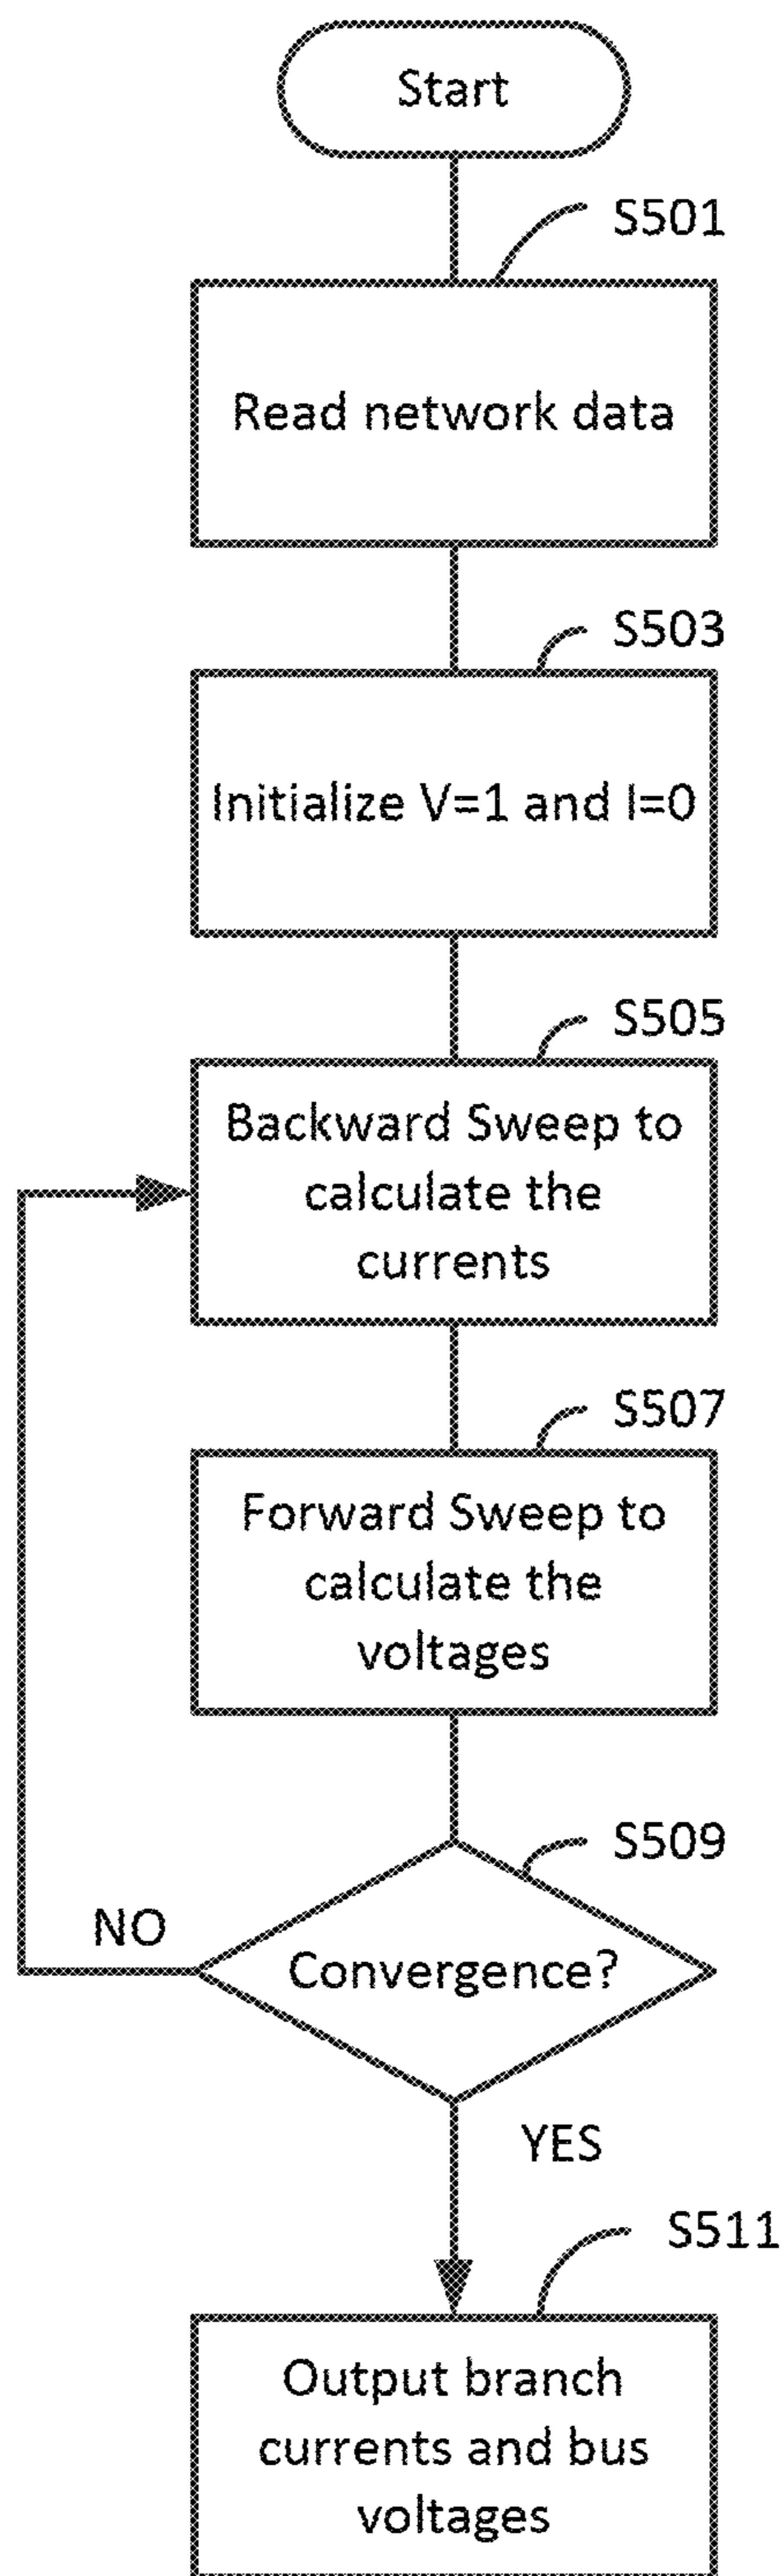 Start
S501
Read network data
S503
Initialize V=1 and I=0
S505
Backward Sweep to
calculate the
currents
S507
Forward Sweep to
calculate the
voltages
S509
Convergence?
NO
YES
S511
Output branch
currents and bus
voltages